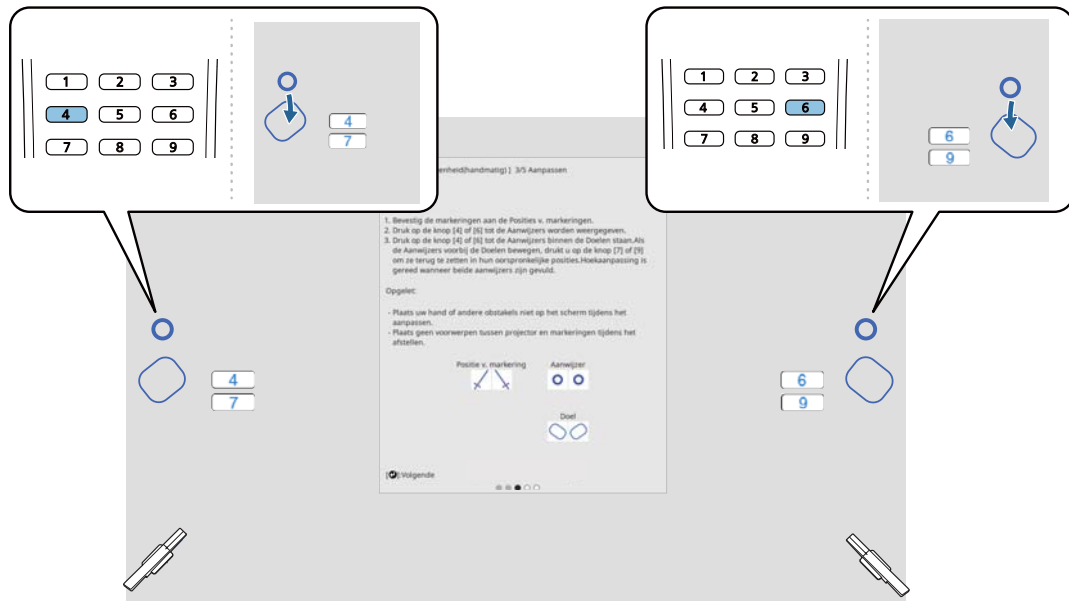 1 2 3
4 5 6
7 8 9
4
7
1 2 3
4 5 6
7 8 9
6
9
enheid(handmatig) ] 3/5 Aanpassen
1. Bevestig de markeringen aan de Posities v. markeringen.
2. Druk op de knop [4] of [6] tot de Aanwijzers worden weergegeven.
3. Druk op de knop [4] of [6] tot de Aanwijzers binnen de Doelen staan.Als
de Aanwijzers voorbij de Doelen bewegen, drukt u op de knop [7] of [9]
om ze terug te zetten in hun oorspronkelijke posities.Hoekaanpassing is
gereed wanneer beide aanwijzers zijn gevuld.
Opgelet:
- Plaats uw hand of andere obstakels niet op het scherm tijdens het
aanpassen.
- Plaats geen voorwerpen tussen projector en markeringen tijdens het
afstellen.
4
7
Positie v. markering Aanwijzer
6
9
Doel
[ ]:Volgende